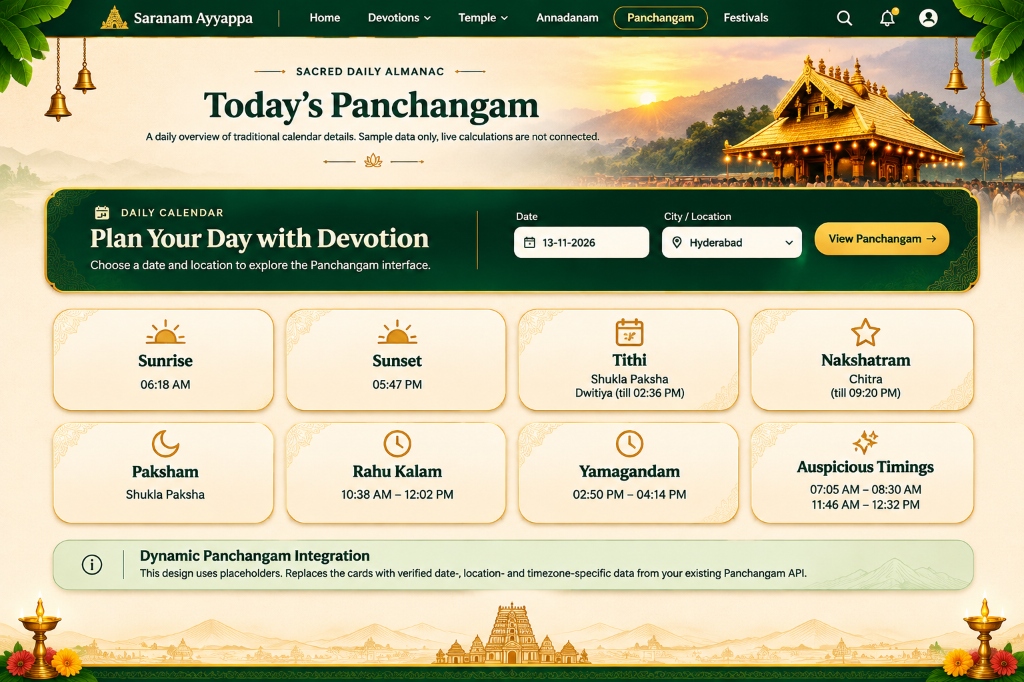 Saranam Ayyappa
Home
Devotions
Temple
Annadanam
Panchangam
Festivals
SACRED DAILY ALMANAC
Today's Panchangam
A daily overview of traditional calendar details. Sample data only, live calculations are not connected.
DAILY CALENDAR
Plan Your Day with Devotion
Choose a date and location to explore the Panchangam interface.
Date
13-11-2026
City / Location
Hyderabad
View Panchangam →
Sunrise
06:18 AM
Sunset
05:47 PM
Tithi
Shukla Paksha
Dwitiya (till 02:36 PM)
Nakshatram
Chitra
(till 09:20 PM)
Paksham
Shukla Paksha
Rahu Kalam
10:38 AM – 12:02 PM
Yamagandam
02:50 PM – 04:14 PM
Auspicious Timings
07:05 AM – 08:30 AM
11:46 AM – 12:32 PM
Dynamic Panchangam Integration
This design uses placeholders. Replaces the cards with verified date-, location- and timezone-specific data from your existing Panchangam API.